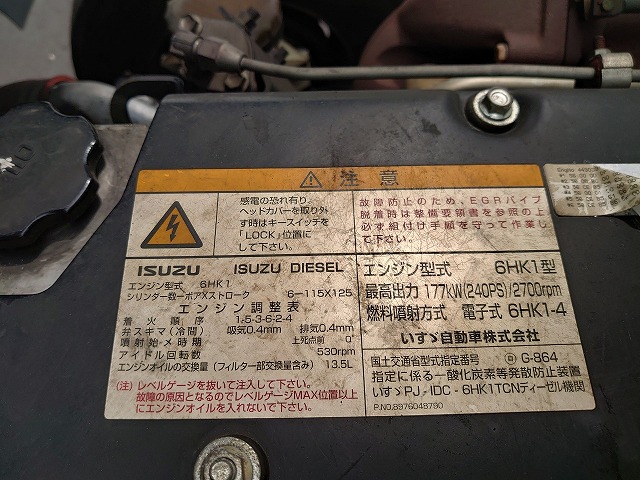 注意
感電の恐れ有り。
ヘッドカバーを取り外
す時はキースイッチを
「LOCK」位置に
して下さい。
故障防止のため、EGRパイプ
脱着時は整備要領書を参照の上
必ず組付け手順を守って作業し
て下さい。
ISUZU ISUZU DIESEL
エンジン型式 6HK1
シリンダ数ーボアXストローク 6-115X125
エンジン調整表
着火順序 1-5-3-6-2-4
弁スキマ(冷間) 吸気0.4mm 排気0.4mm
噴射始メ時期 上死点前 0°
アイドル回転数 530rpm
エンジンオイルの交換量(フィルター部交換量含み) 13.5L
(注)レベルゲージを抜いて注入して下さい。
故障の原因となるのでレベルゲージMAX位置以上
にエンジンオイルを入れないで下さい。
エンジン型式 6HK1型
最高出力 177kW(240PS)/2700rpm
燃料噴射方式 電子式 6HK1-4
いすゞ自動車株式会社
国土交通省型式指定番号 Ⓓ G-864
指定に係る一酸化炭素等発散防止装置
いすゞPJ/IDC-6HK1TCNディーゼル機関
P.NO.8976048790